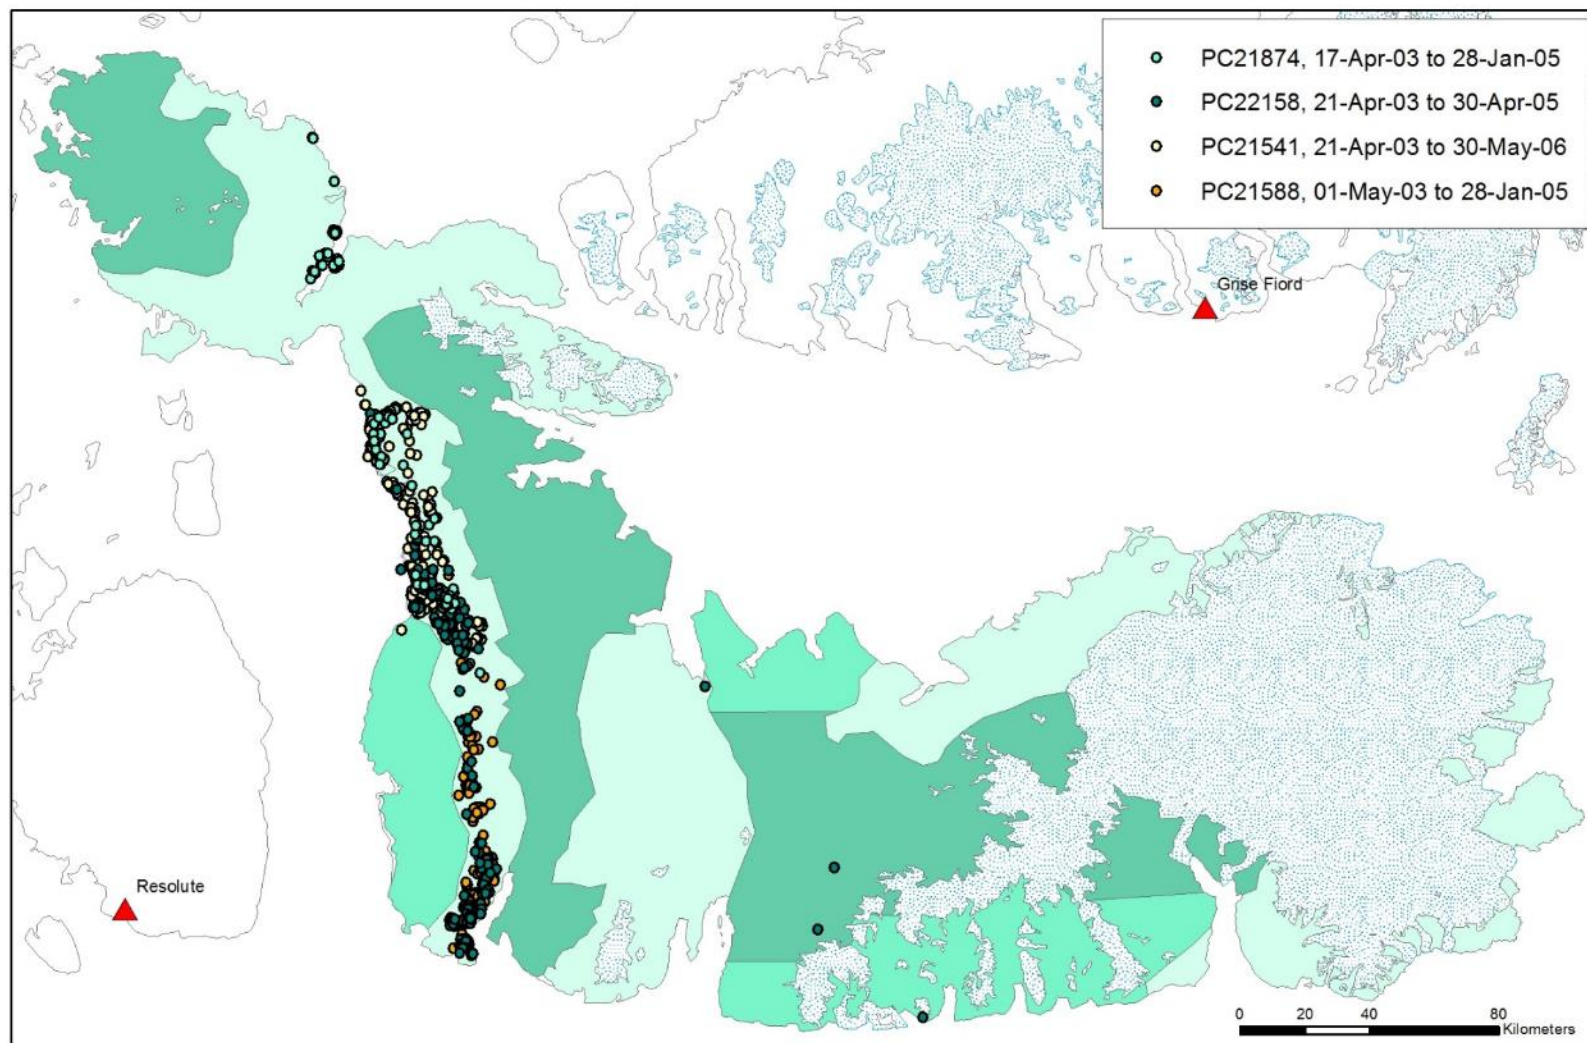 PC21874, 17-Apr-03 to 28-Jan-05
PC22158, 21-Apr-03 to 30-Apr-05
PC21541, 21-Apr-03 to 30-May-06
PC21588, 01-May-03 to 28-Jan-05
Grise Fiord
Resolute
0 20 40 80
Kilometers